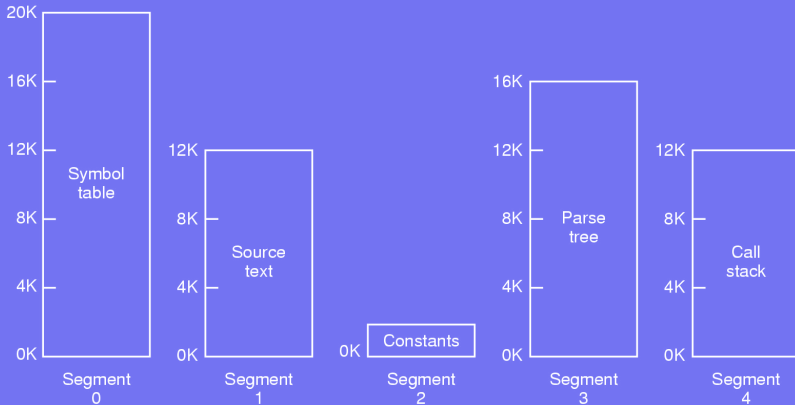 20K
16K
12K
8K
4K
0K
Symbol
table
Segment
0
12K
8K
4K
0K
Source
text
Segment
1
0K
Constants
Segment
2
16K
12K
8K
4K
0K
Parse
tree
Segment
3
12K
8K
4K
0K
Call
stack
Segment
4